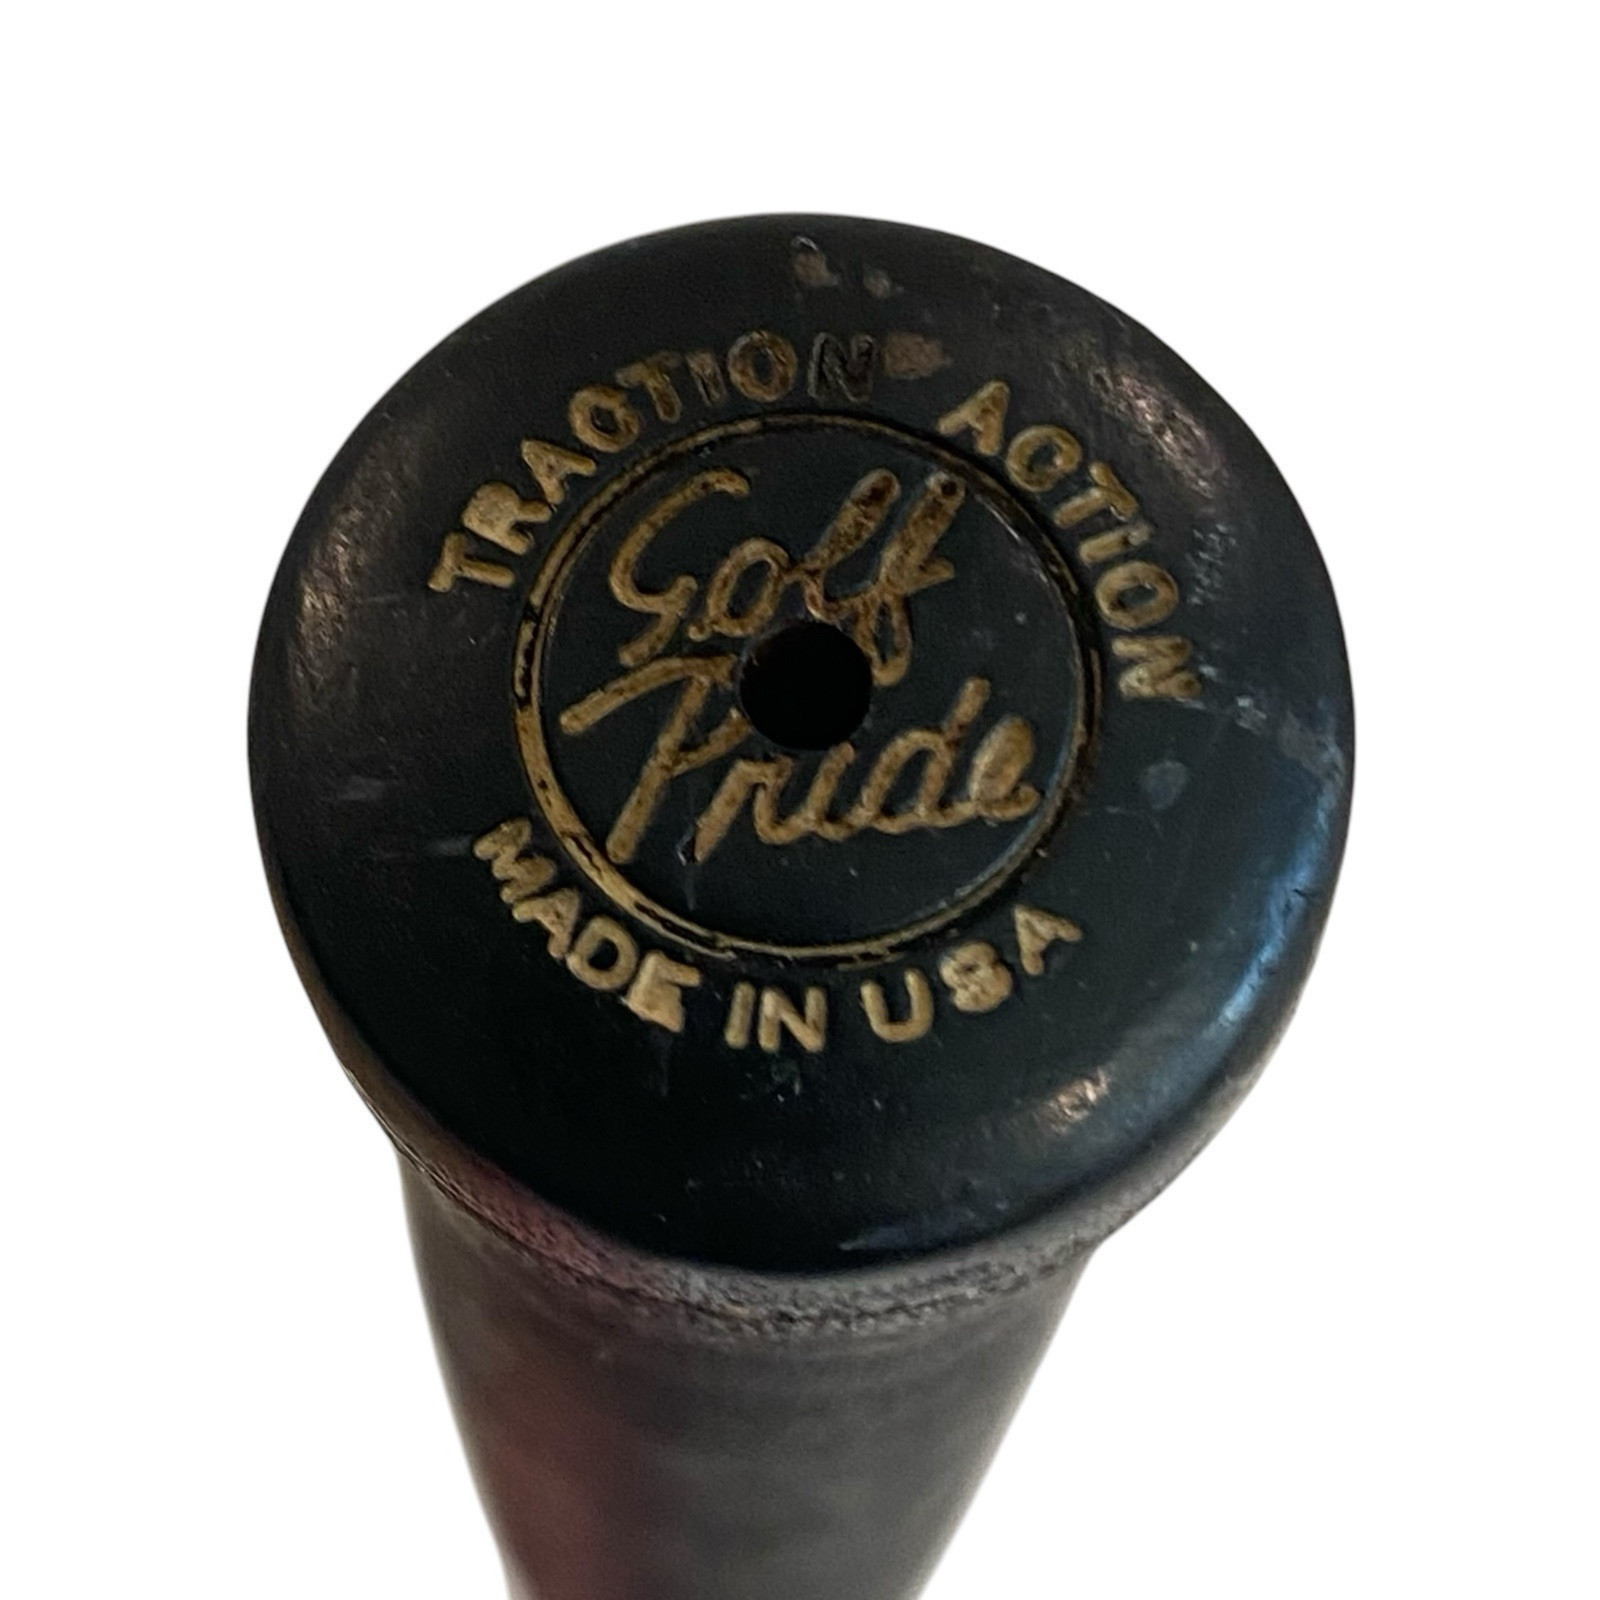 TRACTION ACTION
Golf
Pride
MADE IN USA